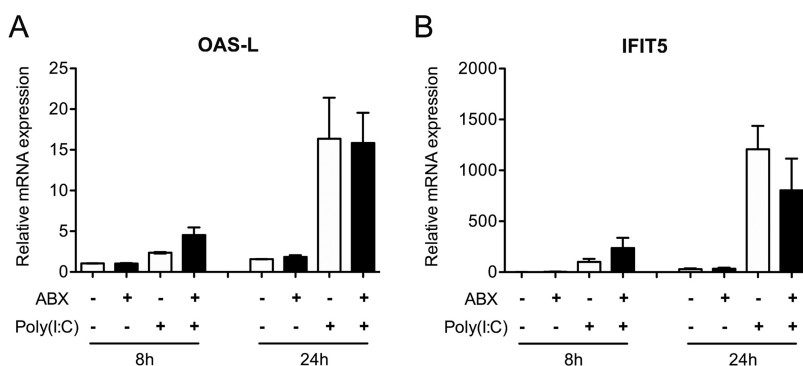 A
OAS-L
Relative mRNA expression
25
20
15
10
5
0
ABX - + - + - + - +
Poly(I:C) - - + + - - + +
8h 24h
B
IFIT5
Relative mRNA expression
2000
1500
1000
500
0
ABX - + - + - + - +
Poly(I:C) - - + + - - + +
8h 24h